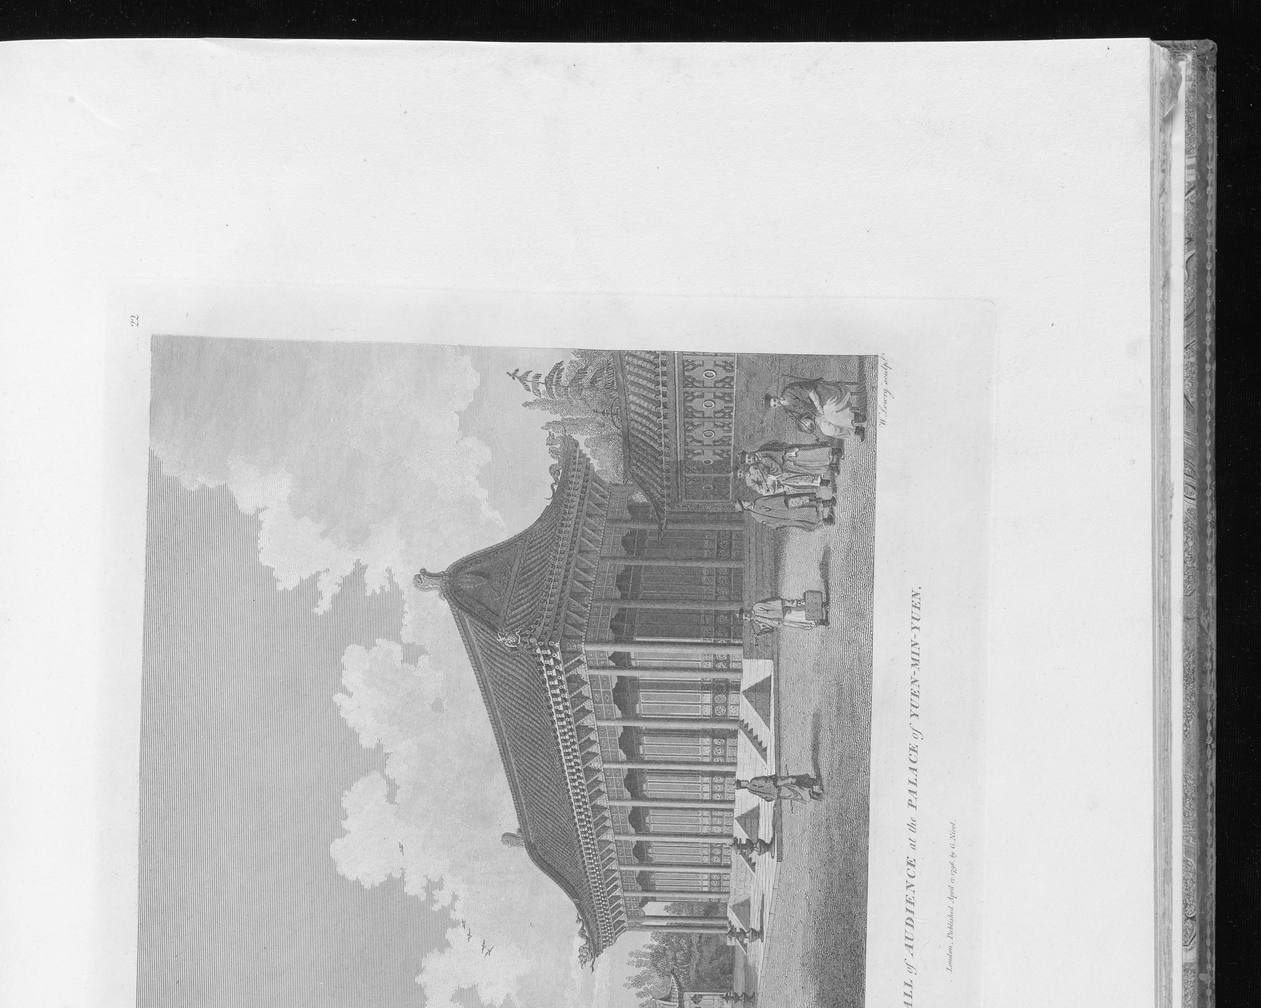 22
W. Lowry sculpt.
ALL of AUDIENCE at the PALACE of YUEN-MIN-YUEN.
London, Published April 12 1796, by G. Nicol.